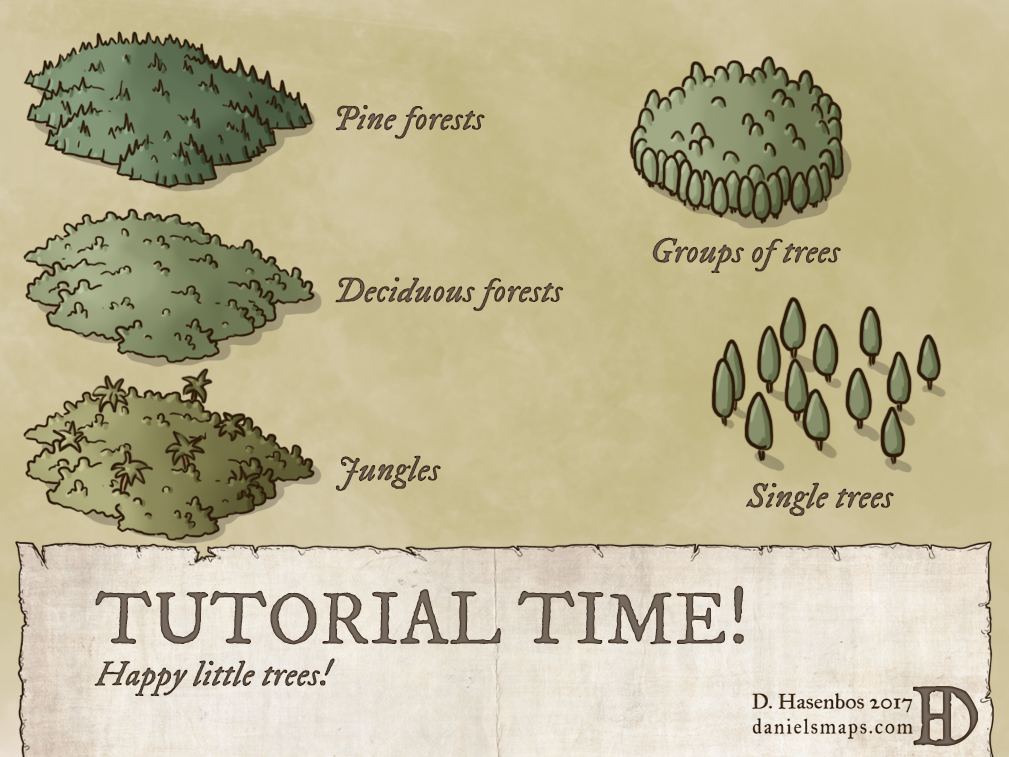 Pine forests
Groups of trees
Deciduous forests
Jungles
Single trees
TUTORIAL TIME!
Happy little trees!
D. Hasenbos 2017
danielsmaps.com
HD